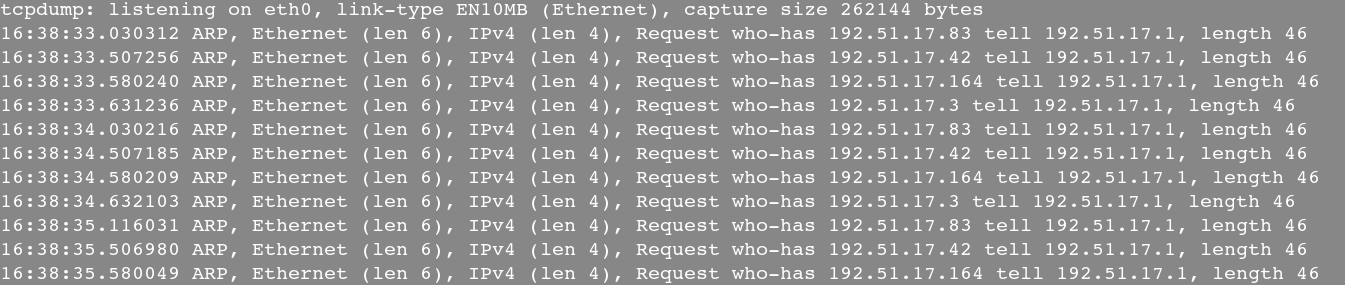 tcpdump: listening on eth0, link-type EN10MB (Ethernet), capture size 262144 bytes
16:38:33.030312 ARP, Ethernet (len 6), IPv4 (len 4), Request who-has 192.51.17.83 tell 192.51.17.1, length 46
16:38:33.507256 ARP, Ethernet (len 6), IPv4 (len 4), Request who-has 192.51.17.42 tell 192.51.17.1, length 46
16:38:33.580240 ARP, Ethernet (len 6), IPv4 (len 4), Request who-has 192.51.17.164 tell 192.51.17.1, length 46
16:38:33.631236 ARP, Ethernet (len 6), IPv4 (len 4), Request who-has 192.51.17.3 tell 192.51.17.1, length 46
16:38:34.030216 ARP, Ethernet (len 6), IPv4 (len 4), Request who-has 192.51.17.83 tell 192.51.17.1, length 46
16:38:34.507185 ARP, Ethernet (len 6), IPv4 (len 4), Request who-has 192.51.17.42 tell 192.51.17.1, length 46
16:38:34.580209 ARP, Ethernet (len 6), IPv4 (len 4), Request who-has 192.51.17.164 tell 192.51.17.1, length 46
16:38:34.632103 ARP, Ethernet (len 6), IPv4 (len 4), Request who-has 192.51.17.3 tell 192.51.17.1, length 46
16:38:35.116031 ARP, Ethernet (len 6), IPv4 (len 4), Request who-has 192.51.17.83 tell 192.51.17.1, length 46
16:38:35.506980 ARP, Ethernet (len 6), IPv4 (len 4), Request who-has 192.51.17.42 tell 192.51.17.1, length 46
16:38:35.580049 ARP, Ethernet (len 6), IPv4 (len 4), Request who-has 192.51.17.164 tell 192.51.17.1, length 46